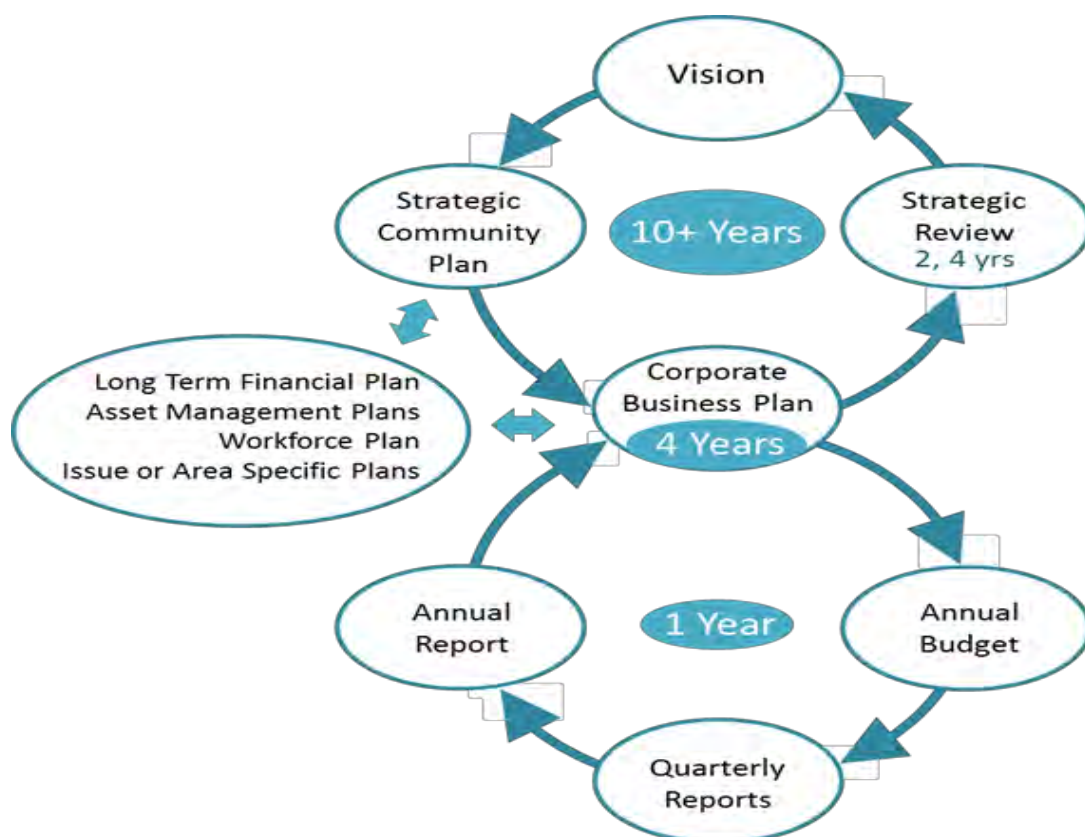 Vision
Strategic
Community
Plan
10+ Years
Strategic
Review
2, 4 yrs
Long Term Financial Plan
Asset Management Plans
Workforce Plan
Issue or Area Specific Plans
Corporate
Business Plan
4 Years
Annual
Report
1 Year
Annual
Budget
Quarterly
Reports